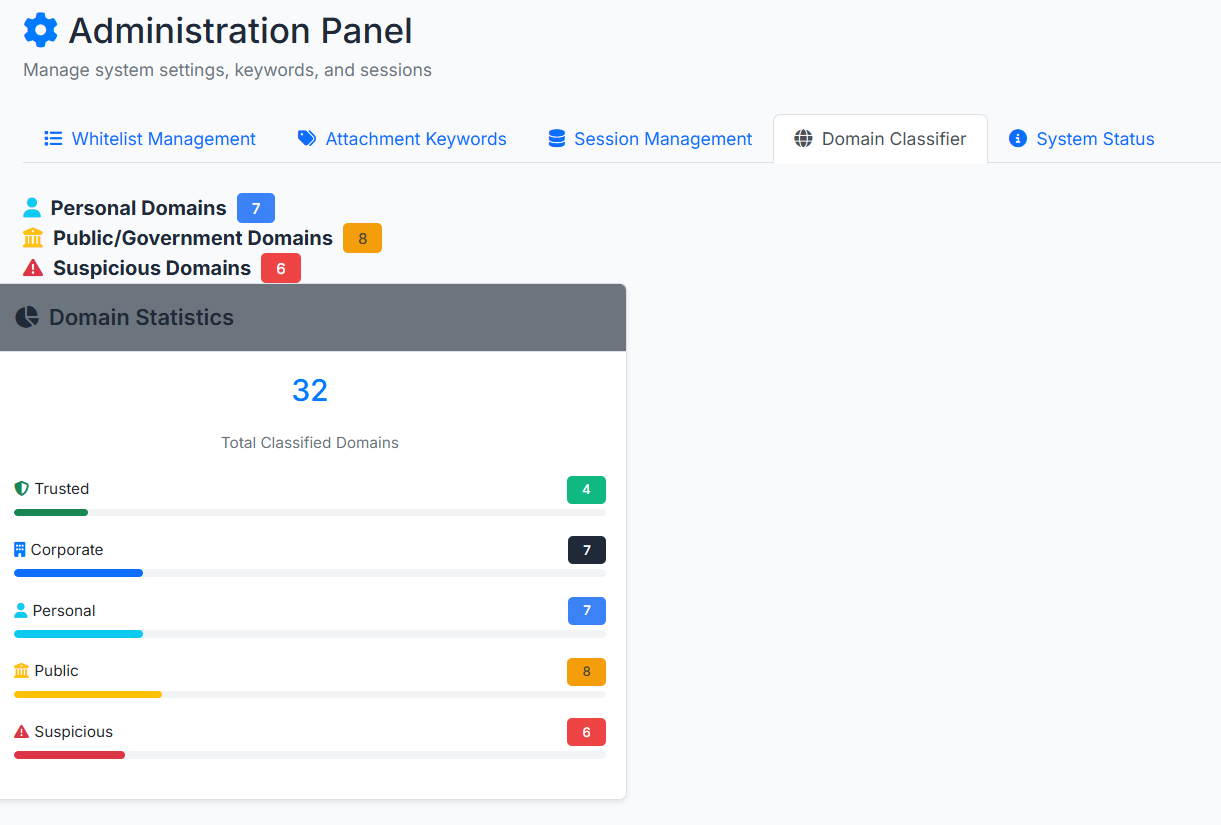 Administration Panel
Manage system settings, keywords, and sessions
Whitelist Management Attachment Keywords Session Management Domain Classifier System Status
Personal Domains 7
Public/Government Domains 8
Suspicious Domains 6
Domain Statistics
32
Total Classified Domains
Trusted 4
Corporate 7
Personal 7
Public 8
Suspicious 6